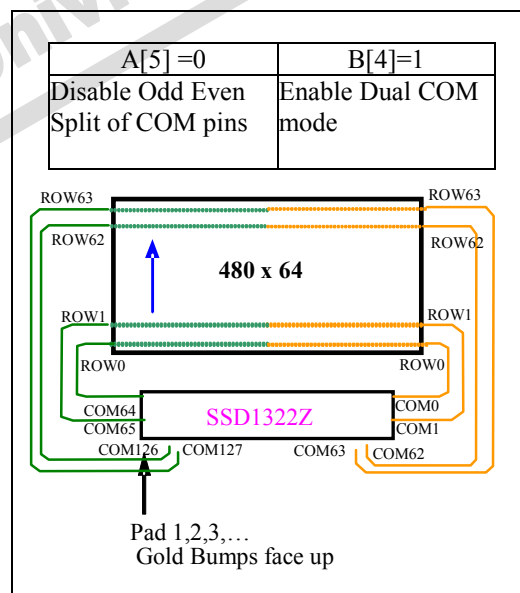 A[5] =0 B[4]=1
Disable Odd Even Enable Dual COM
Split of COM pins mode
ROW63 ROW63
ROW62 ROW62
480 x 64
ROW1 ROW1
ROW0 ROW0
COM64 COM0
COM65 SSD1322Z COM1
COM126 COM127 COM63 COM62
Pad 1,2,3,…
Gold Bumps face up